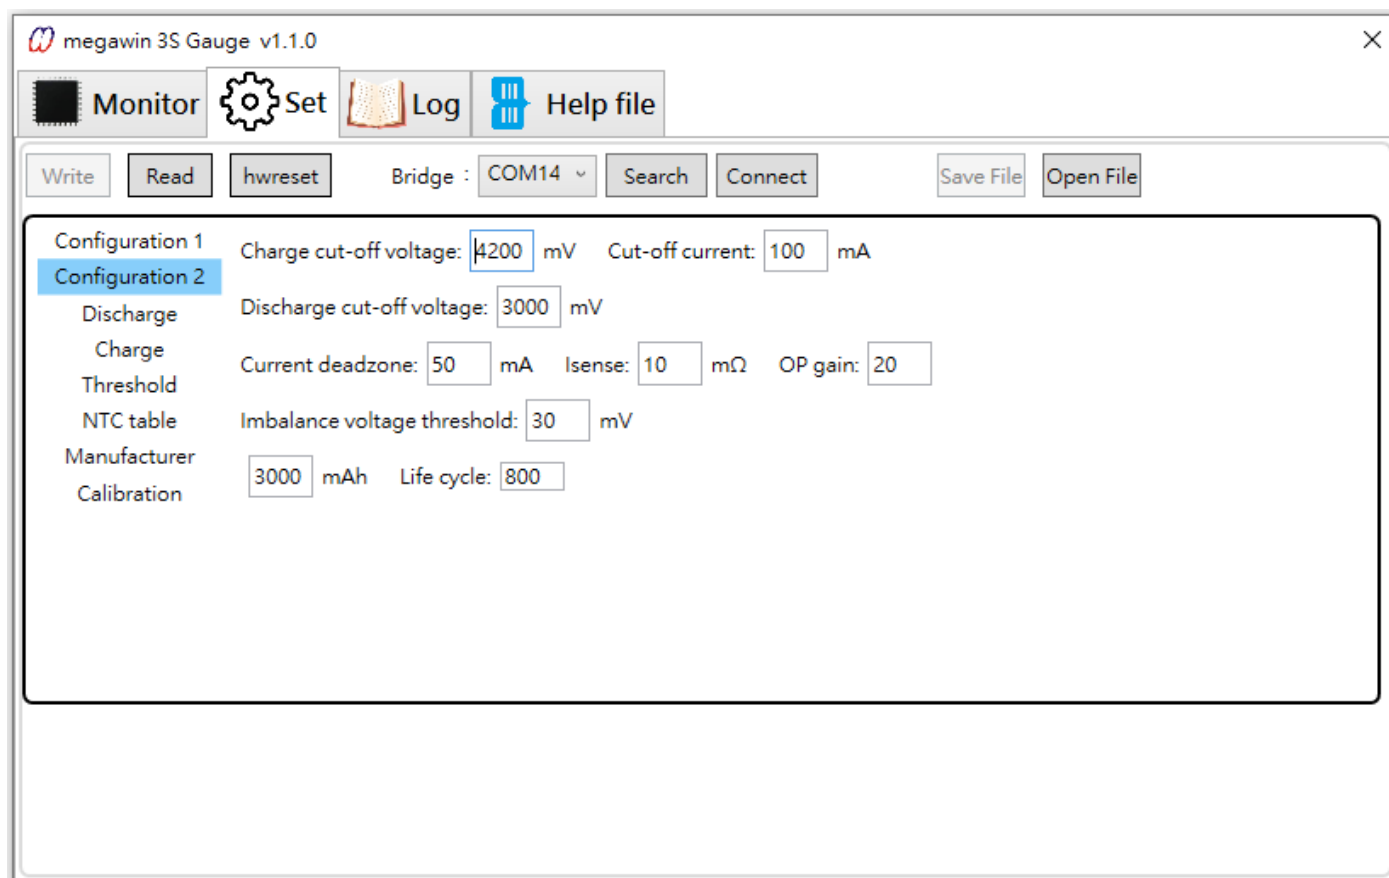 megawin 3S Gauge v1.1.0
Monitor Set Log Help file
Write Read hwreset Bridge : COM14 Search Connect Save File Open File
Configuration 1
Configuration 2
Discharge
Charge
Threshold
NTC table
Manufacturer
Calibration
Charge cut-off voltage: 4200 mV Cut-off current: 100 mA
Discharge cut-off voltage: 3000 mV
Current deadzone: 50 mA Isense: 10 mΩ OP gain: 20
Imbalance voltage threshold: 30 mV
3000 mAh Life cycle: 800